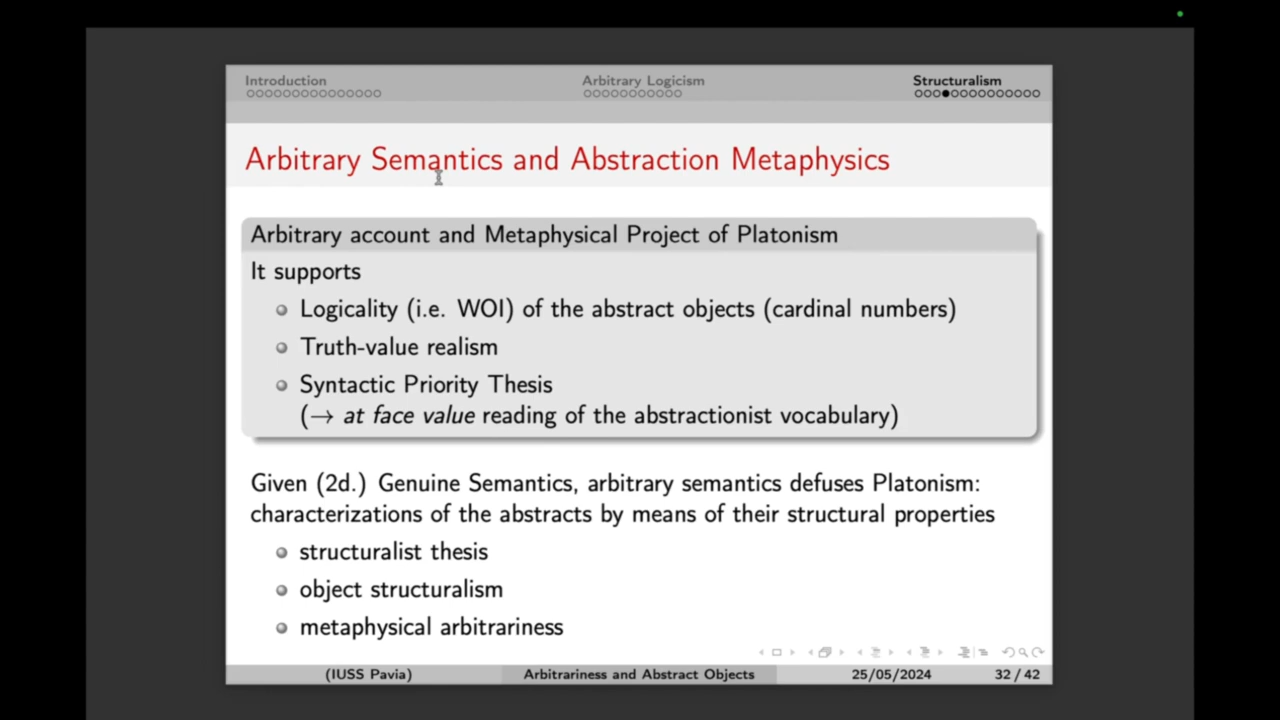 Introduction
Arbitrary Logicism
Structuralism
Arbitrary Semantics and Abstraction Metaphysics
Arbitrary account and Metaphysical Project of Platonism
It supports
Logicality (i.e. WOI) of the abstract objects (cardinal numbers)
Truth-value realism
Syntactic Priority Thesis
(→ at face value reading of the abstractionist vocabulary)
Given (2d.) Genuine Semantics, arbitrary semantics defuses Platonism:
characterizations of the abstracts by means of their structural properties
structuralist thesis
object structuralism
metaphysical arbitrariness
(IUSS Pavia)
Arbitrariness and Abstract Objects
25/05/2024
32 / 42